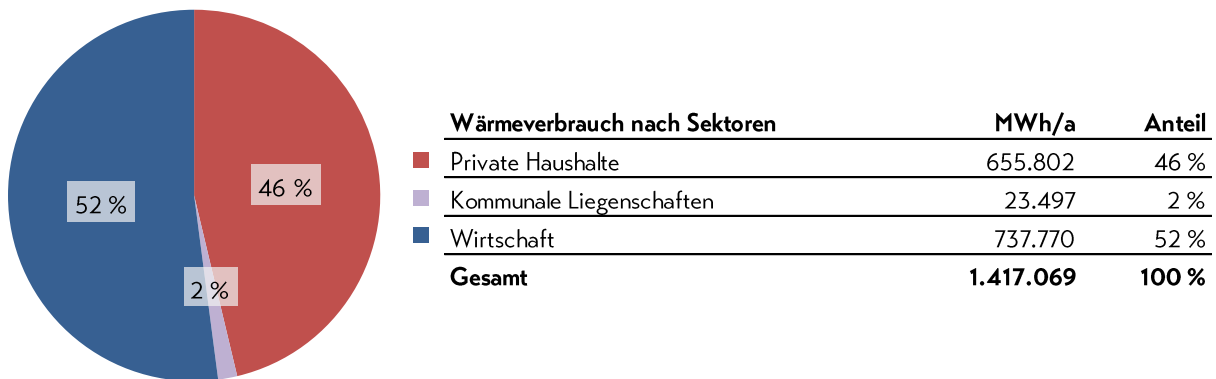 46 %
52 %
2 %
Wärmeverbrauch nach Sektoren MWh/a Anteil
Private Haushalte 655.802 46 %
Kommunale Liegenschaften 23.497 2 %
Wirtschaft 737.770 52 %
Gesamt 1.417.069 100 %